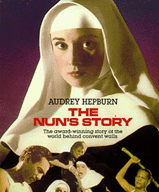 AUDREY HEPBURN
THE
NUN'S STORY
The award-winning story of the
world behind convent walls.